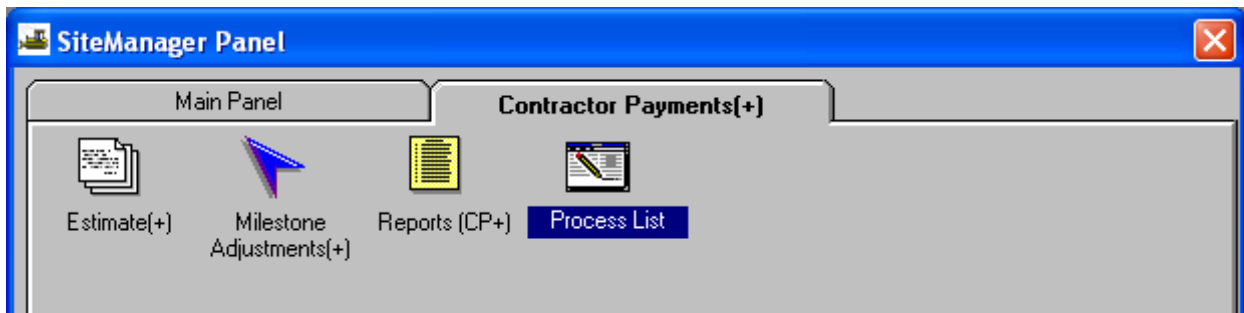 SiteManager Panel
Main Panel
Contractor Payments(+)
Estimate(+)
Milestone
Adjustments(+)
Reports (CP+)
Process List